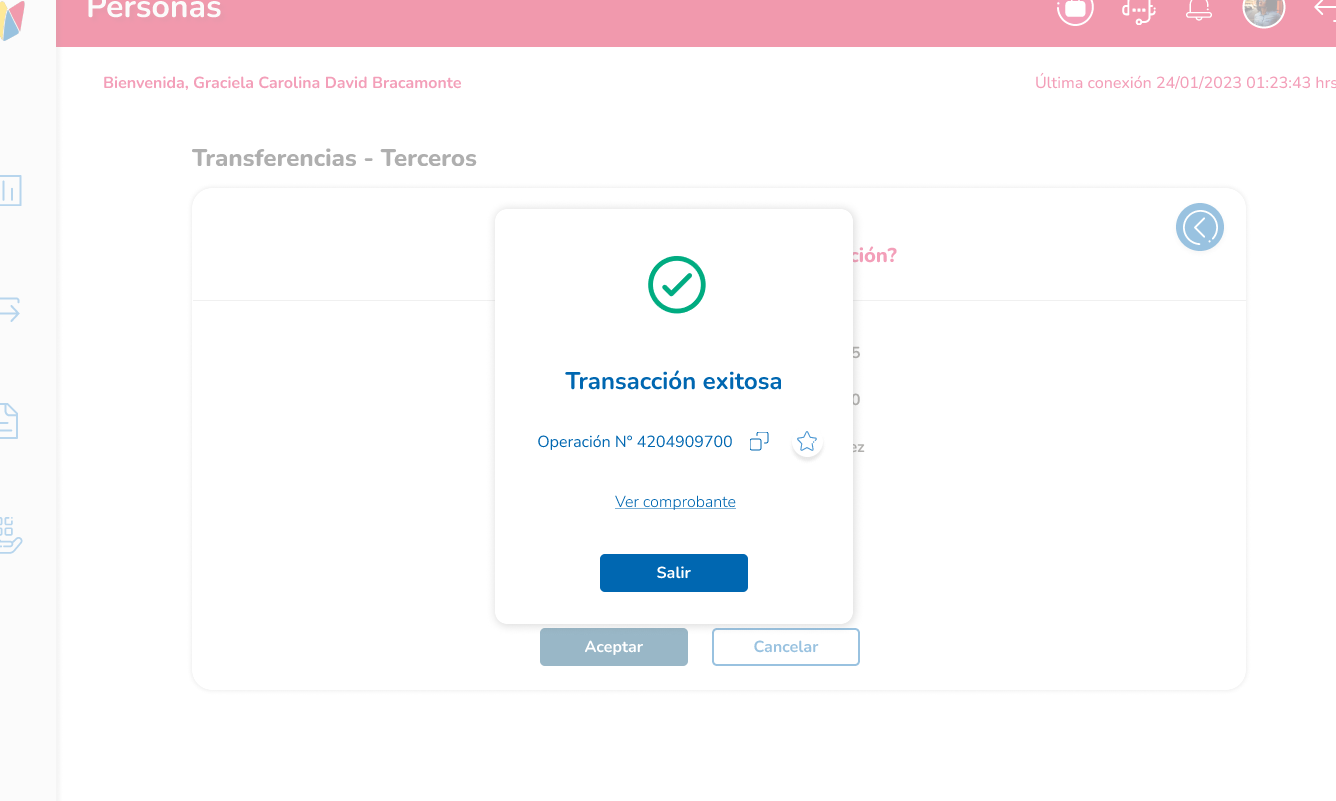 Personas
Bienvenida, Graciela Carolina David Bracamonte
Última conexión 24/01/2023 01:23:43 hrs
Transferencias - Terceros
ción?
5
0
ez
Transacción exitosa
Operación N° 4204909700
Ver comprobante
Salir
Aceptar
Cancelar